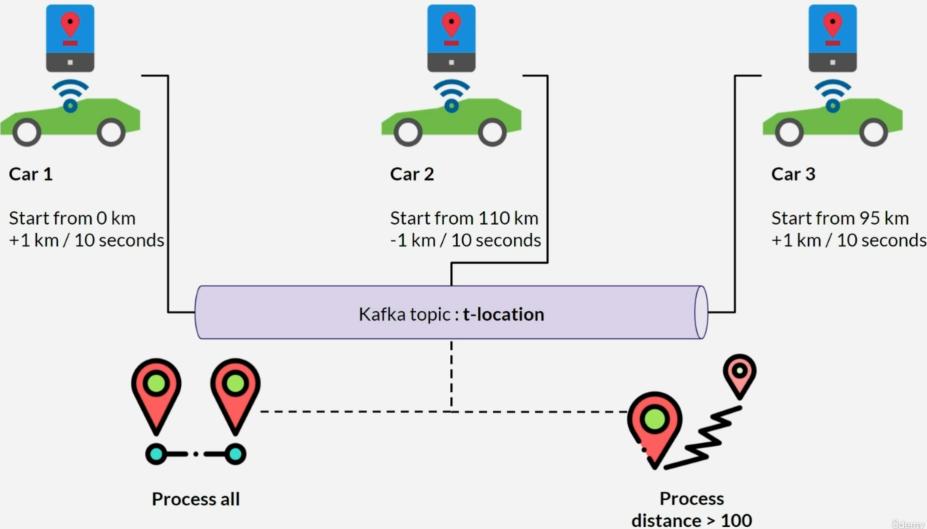 Car 1
Start from 0 km
+1 km / 10 seconds
Car 2
Start from 110 km
-1 km / 10 seconds
Car 3
Start from 95 km
+1 km / 10 seconds
Kafka topic : t-location
Process all
Process
distance > 100
ûdemy